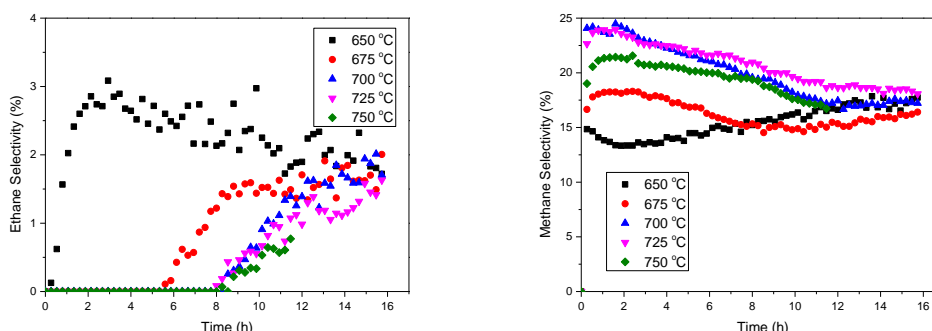 4
3
2
1
0
Ethane Selectivity (%)
650 °C
675 °C
700 °C
725 °C
750 °C
0 2 4 6 8 10 12 14 16
Time (h)
25
20
15
10
5
0
Methane Selectivity (%)
650 °C
675 °C
700 °C
725 °C
750 °C
0 2 4 6 8 10 12 14 16
Time (h)